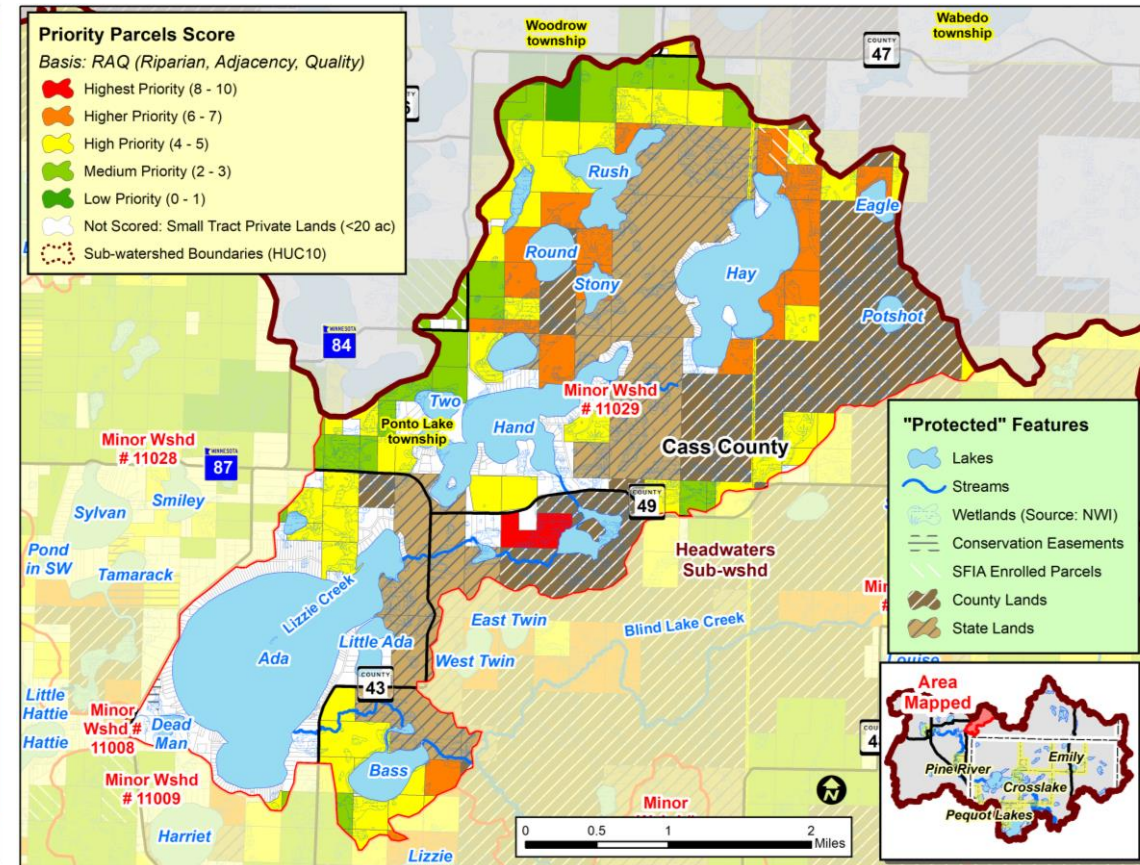 Priority Parcels Score
Basis: RAQ (Riparian, Adjacency, Quality)
Highest Priority (8 - 10)
Higher Priority (6 - 7)
High Priority (4 - 5)
Medium Priority (2 - 3)
Low Priority (0 - 1)
Not Scored: Small Tract Private Lands (<20 ac)
Sub-watershed Boundaries (HUC10)
Woodrow
township
Wabedo
township
COUNTY
47
Rush
Eagle
Round
Hay
Stony
Potshot
MINNESOTA
84
Two
Minor Wshd
# 11029
Hand
Ponto Lake
township
Cass County
Minor Wshd
# 11028
87
COUNTY
49
Smiley
Sylvan
Headwaters
Sub-wshd
Pond
in SW
Tamarack
Lizzie Creek
East Twin
Blind Lake Creek
Ada
Little Ada
West Twin
COUNTY
43
Little
Hattie
Minor
Wshd #
11008
Hattie
Dead
Man
Bass
Minor Wshd
# 11009
Harriet
Lizzie
Minor
"Protected" Features
Lakes
Streams
Wetlands (Source: NWI)
Conservation Easements
SFIA Enrolled Parcels
County Lands
State Lands
Louise
N
0 0.5 1 2
Miles
Area
Mapped
Pine River
Emily
Crosslake
Pequot Lakes